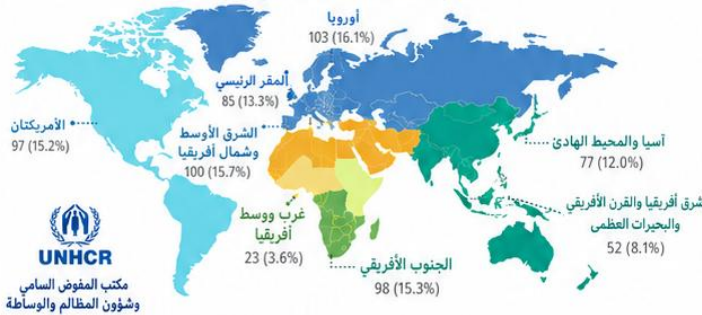 أوروبا
103 (16.1%)
المقر الرئيسي
85 (13.3%)
الأمريكتان
97 (15.2%)
الشرق الأوسط
وشمال أفريقيا
100 (15.7%)
آسيا والمحيط الهادئ
77 (12.0%)
شرق أفريقيا والقرن الأفريقي
والبحيرات العظمى
52 (8.1%)
غرب ووسط
أفريقيا
23 (3.6%)
الجنوب الأفريقي
98 (15.3%)
UNHCR
مكتب المفوض السامي
وشؤون المظالم والوساطة